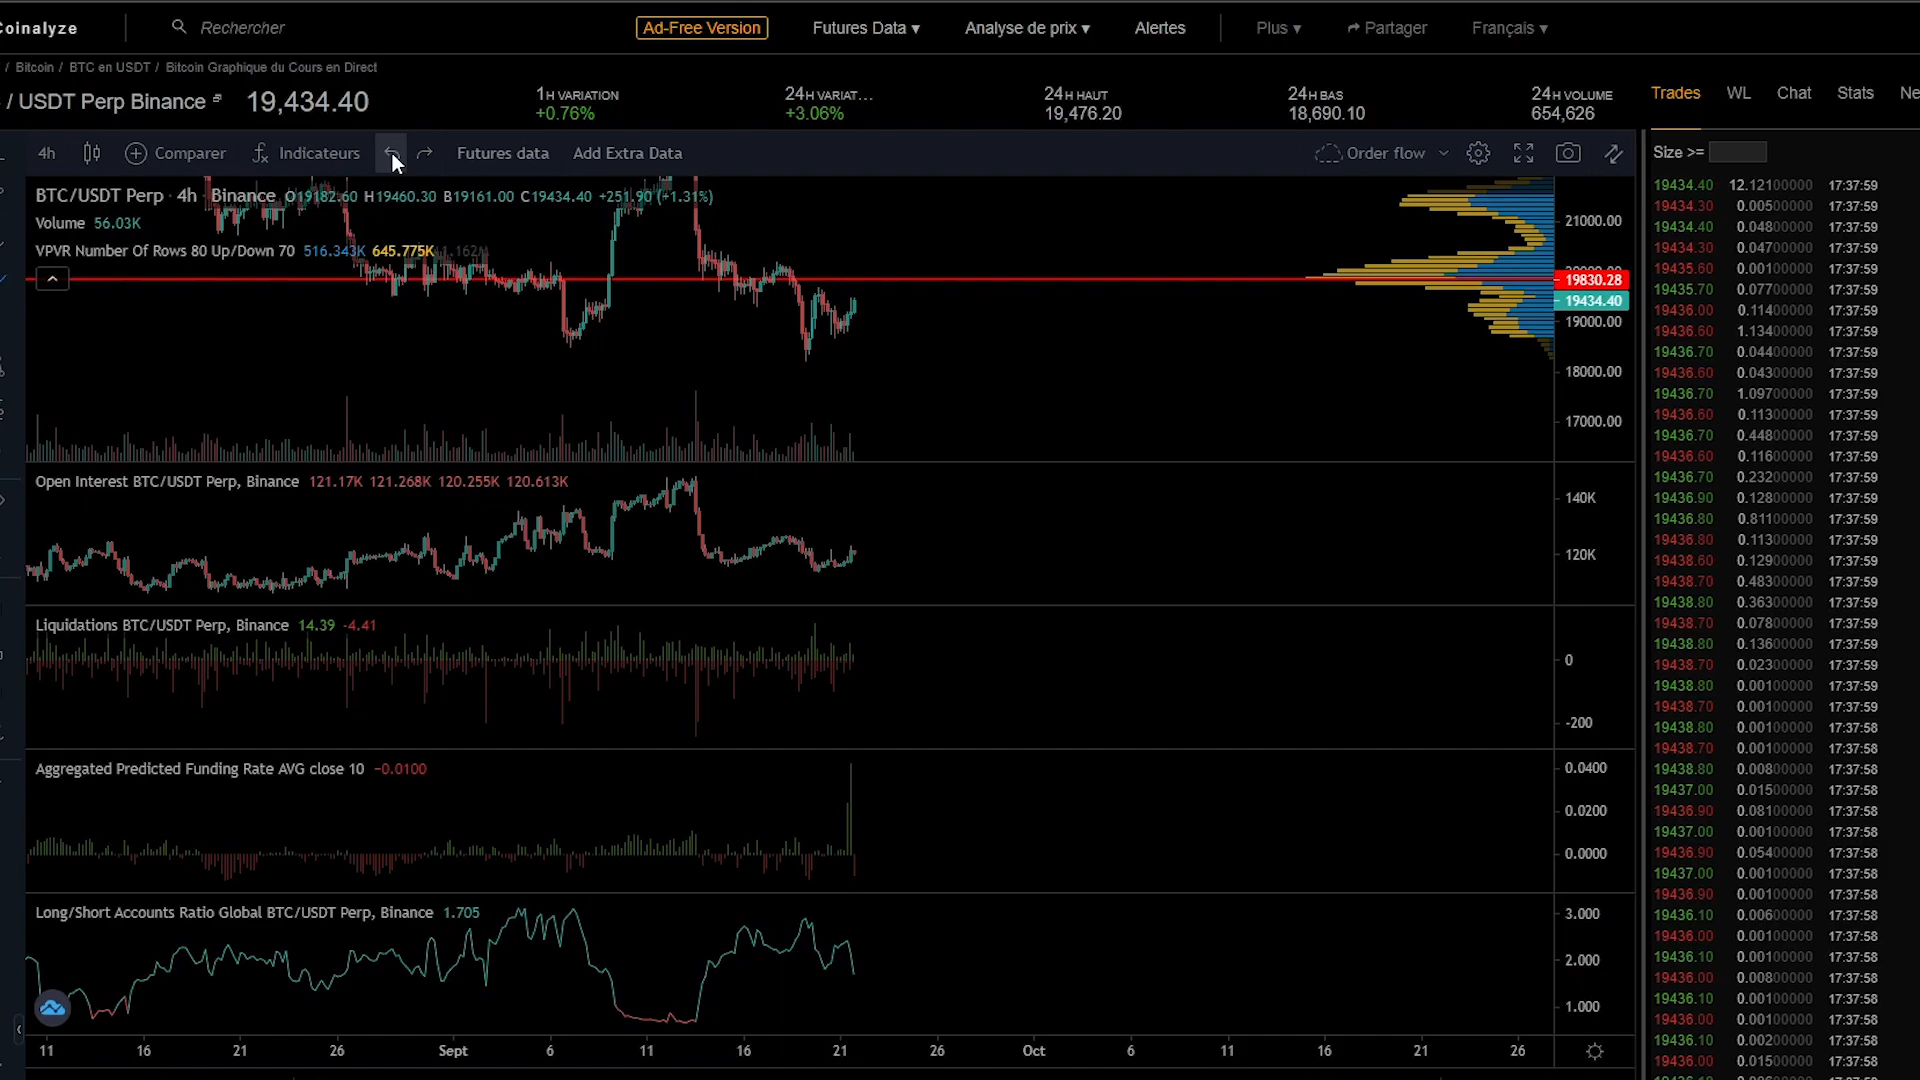 Coinalyze
Rechercher
Ad-Free Version
Futures Data ▾
Analyse de prix ▾
Alertes
Plus ▾
Partager
Français ▾
/ Bitcoin / BTC en USDT / Bitcoin Graphique du Cours en Direct
/ USDT Perp Binance
19,434.40
1H VARIATION
+0.76%
24H VARIAT...
+3.06%
24H HAUT
19,476.20
24H BAS
18,690.10
24H VOLUME
654,626
Trades
WL
Chat
Stats
Ne
4h
Comparer
Indicateurs
Futures data
Add Extra Data
Order flow
Size >=
BTC/USDT Perp · 4h · Binance O19182.60 H19460.30 B19161.00 C19434.40 +251.90 (+1.31%)
Volume 56.03K
VPVR Number Of Rows 80 Up/Down 70 516.343K 645.775K 1.162M
21000.00
19830.28
19434.40
19000.00
18000.00
17000.00
Open Interest BTC/USDT Perp, Binance 121.17K 121.268K 120.255K 120.613K
140K
120K
Liquidations BTC/USDT Perp, Binance 14.39 -4.41
0
-200
Aggregated Predicted Funding Rate AVG close 10 −0.0100
0.0400
0.0200
0.0000
Long/Short Accounts Ratio Global BTC/USDT Perp, Binance 1.705
3.000
2.000
1.000
11 16 21 26 Sept 6 11 16 21 26 Oct 6 11 16 21 26
19434.40 12.12100000 17:37:59
19434.30 0.00500000 17:37:59
19434.40 0.04800000 17:37:59
19434.30 0.04700000 17:37:59
19435.60 0.00100000 17:37:59
19435.70 0.07700000 17:37:59
19436.00 0.11400000 17:37:59
19436.60 1.13400000 17:37:59
19436.70 0.04400000 17:37:59
19436.60 0.04300000 17:37:59
19436.70 1.09700000 17:37:59
19436.60 0.11300000 17:37:59
19436.70 0.44800000 17:37:59
19436.60 0.11600000 17:37:59
19436.70 0.23200000 17:37:59
19436.90 0.12800000 17:37:59
19436.80 0.81100000 17:37:59
19436.80 0.11300000 17:37:59
19438.60 0.12900000 17:37:59
19438.70 0.48300000 17:37:59
19438.80 0.36300000 17:37:59
19438.70 0.07800000 17:37:59
19438.80 0.13600000 17:37:59
19438.70 0.02300000 17:37:59
19438.80 0.00100000 17:37:59
19438.70 0.00100000 17:37:59
19438.80 0.00100000 17:37:58
19438.70 0.00100000 17:37:58
19438.80 0.00800000 17:37:58
19437.00 0.01500000 17:37:58
19436.90 0.08100000 17:37:58
19437.00 0.00100000 17:37:58
19436.90 0.05400000 17:37:58
19437.00 0.00100000 17:37:58
19436.90 0.00100000 17:37:58
19436.10 0.00600000 17:37:58
19436.00 0.00100000 17:37:58
19436.10 0.00100000 17:37:58
19436.00 0.00800000 17:37:58
19436.10 0.00100000 17:37:58
19436.00 0.00100000 17:37:58
19436.10 0.00200000 17:37:58
19436.00 0.01500000 17:37:58